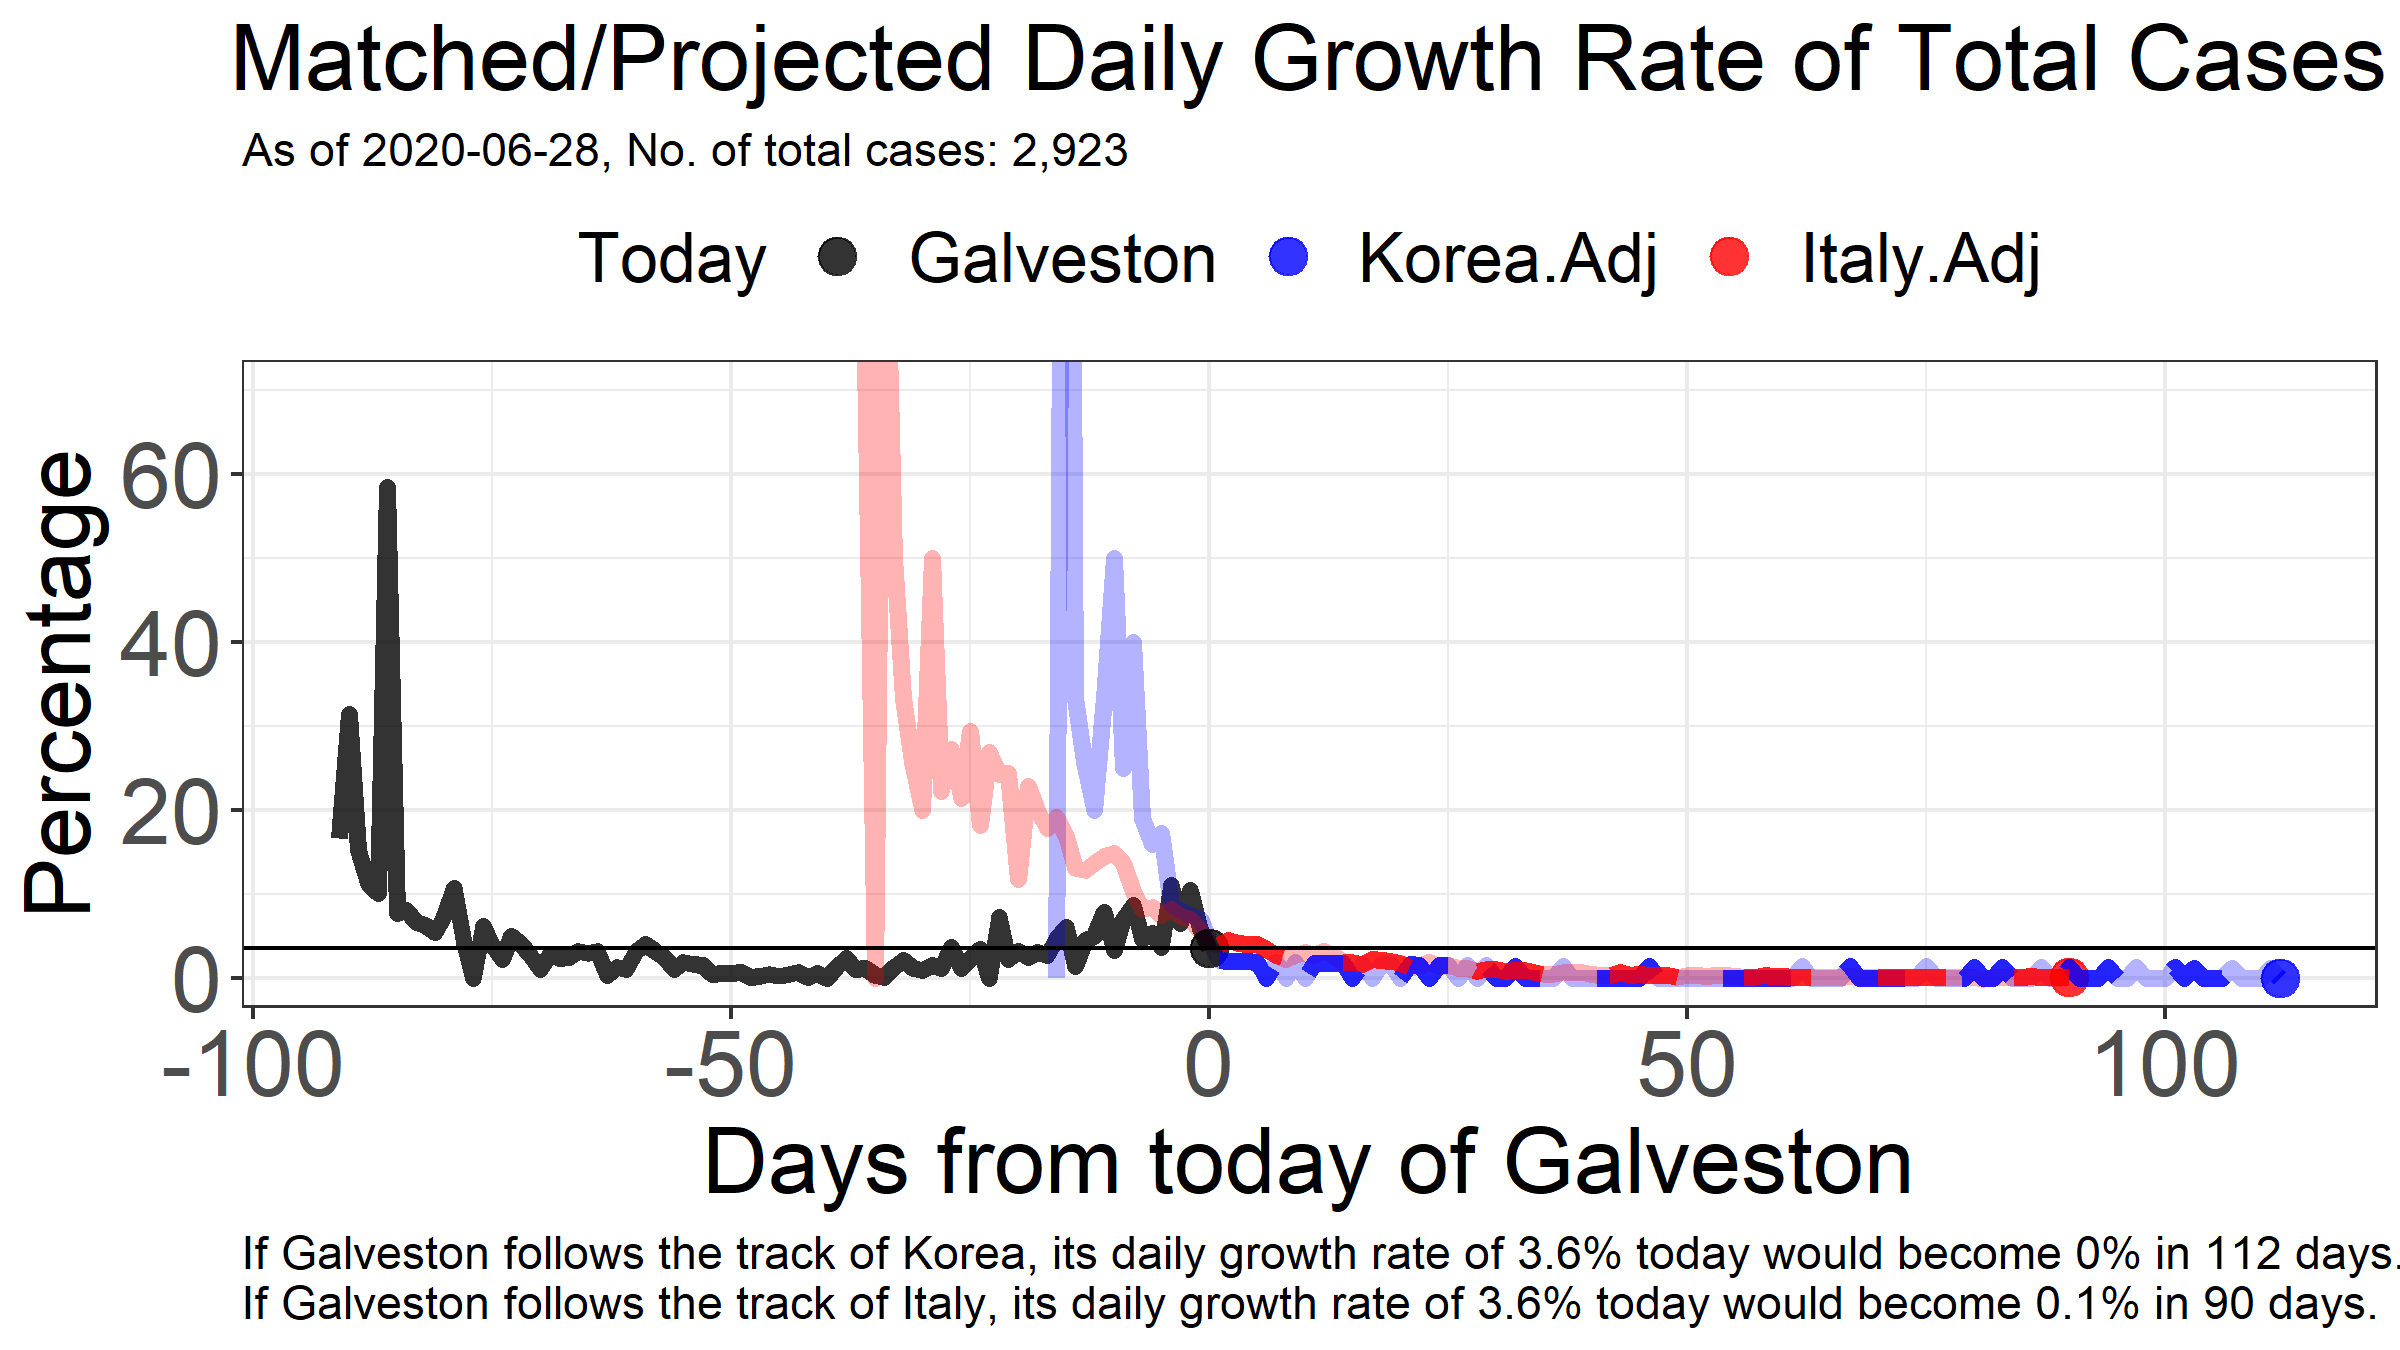 Matched/Projected Daily Growth Rate of Total Cases
As of 2020-06-28, No. of total cases: 2,923
Today Galveston Korea.Adj Italy.Adj
Percentage
60
40
20
0
-100 -50 0 50 100
Days from today of Galveston
If Galveston follows the track of Korea, its daily growth rate of 3.6% today would become 0% in 112 days.
If Galveston follows the track of Italy, its daily growth rate of 3.6% today would become 0.1% in 90 days.